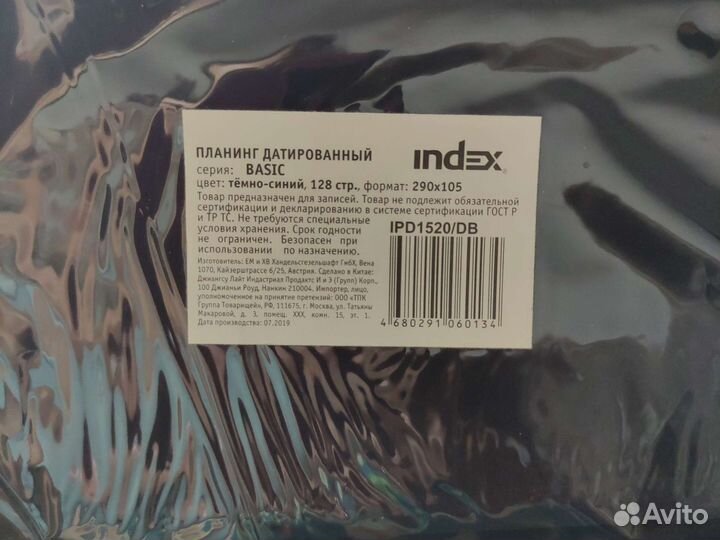 ПЛАНИНГ ДАТИРОВАННЫЙ
index
серия: BASIC
цвет: тёмно-синий, 128 стр., формат: 290x105
Товар предназначен для записей. Товар не подлежит обязательной
сертификации и декларированию в системе сертификации ГОСТ Р
и ТР ТС. Не требуются специальные
условия хранения. Срок годности
не ограничен. Безопасен при
использовании по назначению.
IPD1520/DB
Изготовитель: ЕМ и ХВ Хандельсгезельшафт ГмбХ, Вена
1070, Кайзерштрассе 6/25, Австрия. Сделано в Китае:
Джиангсу Лайт Индастриал Продактс И и Э (Групп) Корп.,
100 Джианьи Роуд, Нанкин 210004. Импортер, лицо,
уполномоченное на принятие претензий: ООО «ТПК
Группа Товарищей», РФ, 111675, г. Москва, ул. Татьяны
Макаровой, д. 3, помещ. XXX, комн. 15, эт. 1.
Дата производства: 07.2019
4 680291 060134
Avito